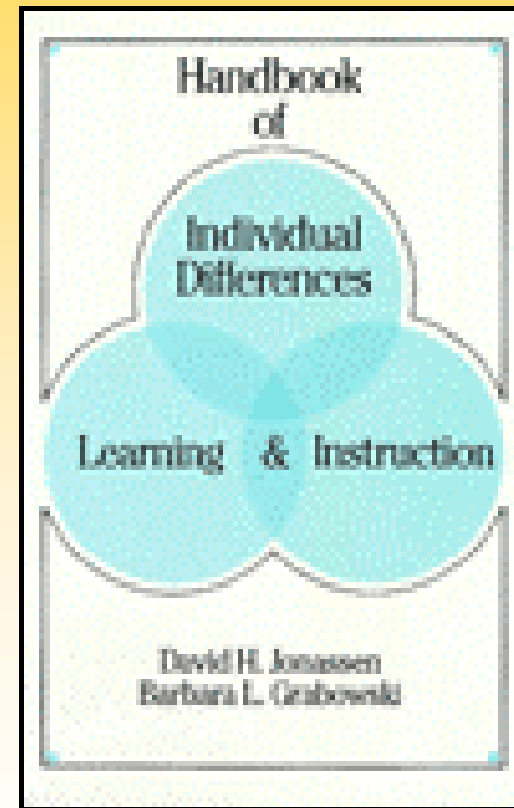 Handbook
of
Individual
Differences
Learning & Instruction
David H. Jonassen
Barbara L. Grabowski